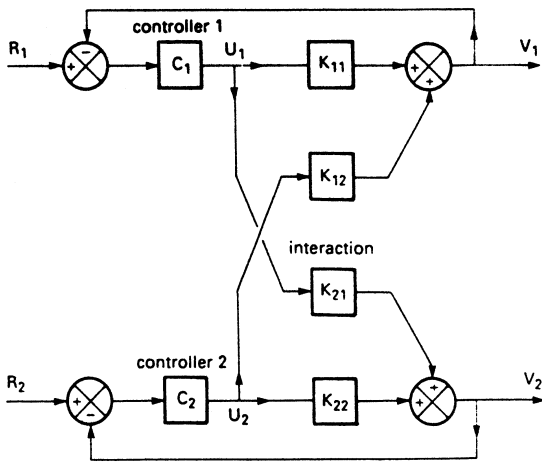 controller 1
R₁
−
+
C₁
U₁
K₁₁
+
+
V₁
K₁₂
interaction
K₂₁
controller 2
R₂
+
−
C₂
U₂
K₂₂
+
+
V₂